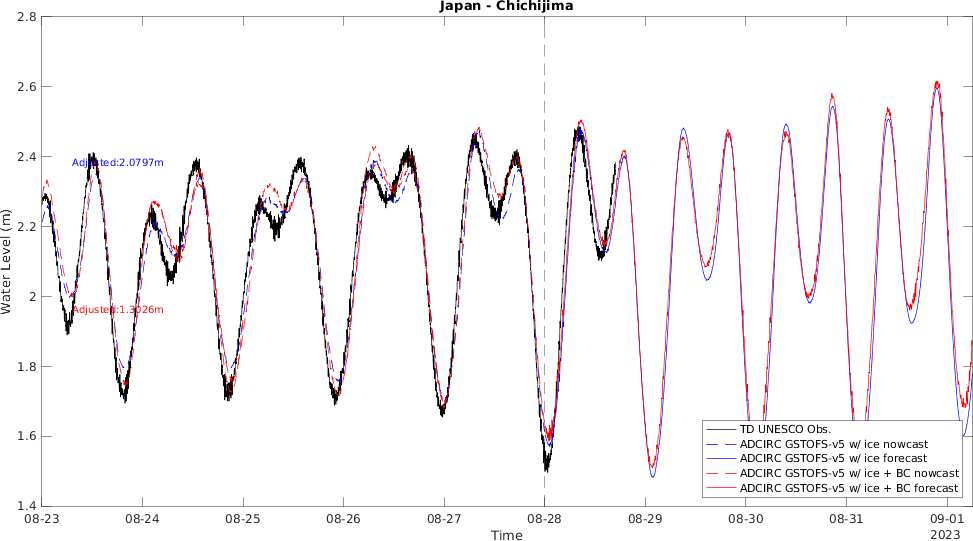 Japan - Chichijima
2.8
2.6
2.4
2.2
2
1.8
1.6
1.4
Water Level (m)
Adjusted:2.0797m
Adjusted:1.3026m
TD UNESCO Obs.
ADCIRC GSTOFS-v5 w/ ice nowcast
ADCIRC GSTOFS-v5 w/ ice forecast
ADCIRC GSTOFS-v5 w/ ice + BC nowcast
ADCIRC GSTOFS-v5 w/ ice + BC forecast
08-23 08-24 08-25 08-26 08-27 08-28 08-29 08-30 08-31 09-01
2023
Time